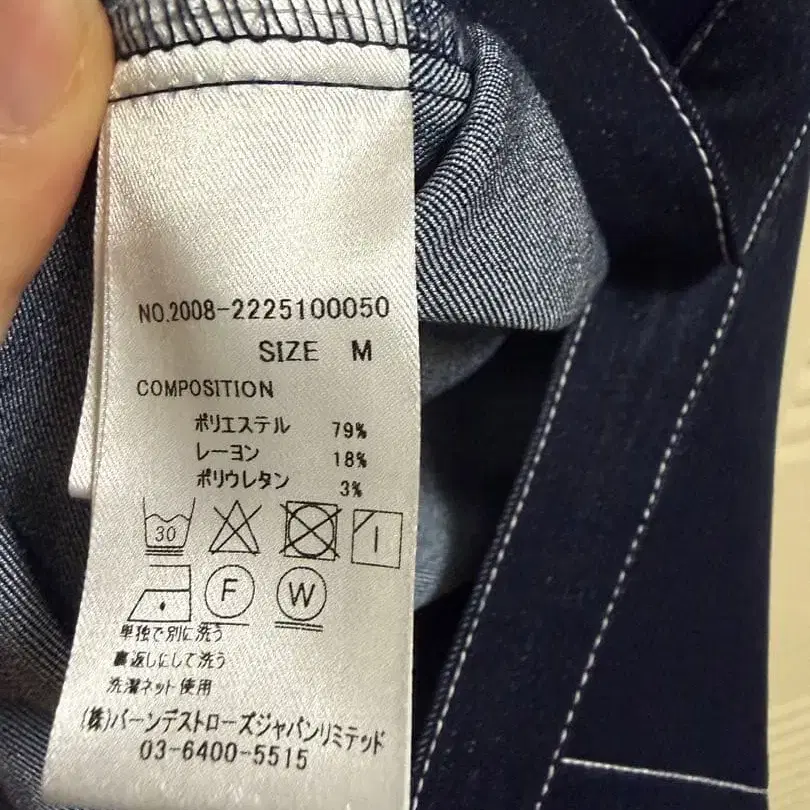 NO.2008-2225100050
SIZE M
COMPOSITION
ポリエステル 79%
レーヨン 18%
ポリウレタン 3%
30
F W
単独で別に洗う
裏返しにして洗う
洗濯ネット使用
(株)バーンデストローズジャパンリミテッド
03-6400-5515